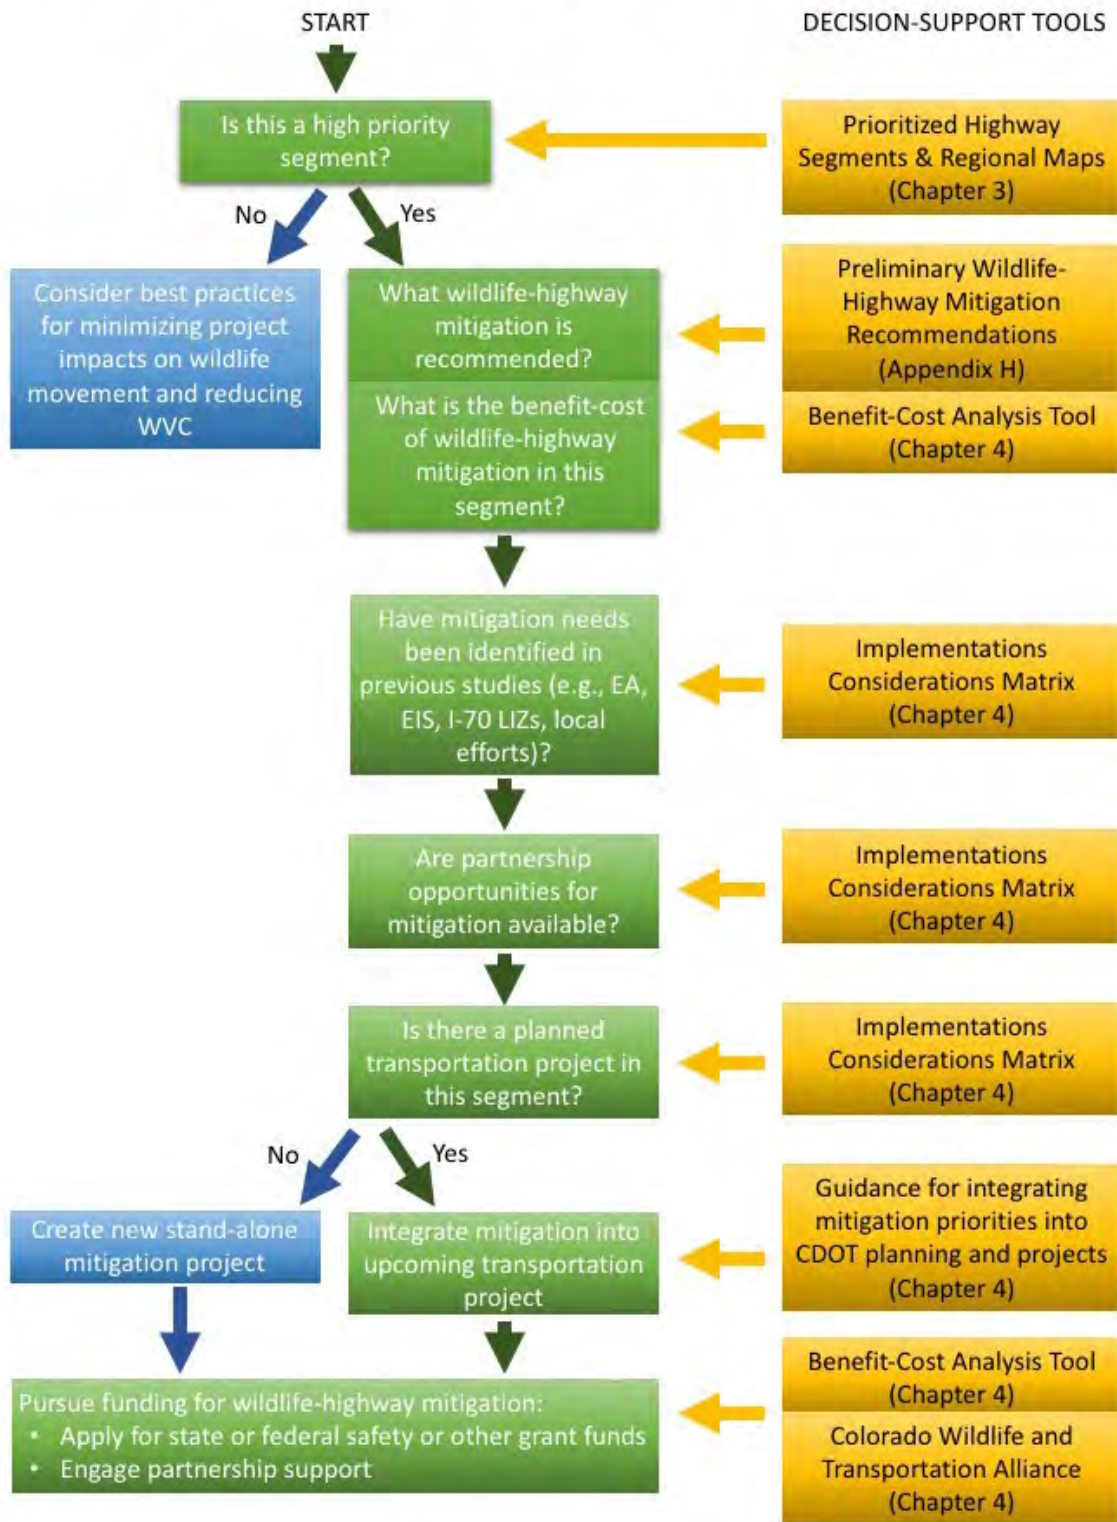 START
DECISION-SUPPORT TOOLS
Is this a high priority
segment?
Prioritized Highway
Segments & Regional Maps
(Chapter 3)
No
Yes
Consider best practices
for minimizing project
impacts on wildlife
movement and reducing
WVC
What wildlife-highway
mitigation is
recommended?
Preliminary Wildlife-
Highway Mitigation
Recommendations
(Appendix H)
What is the benefit-cost
of wildlife-highway
mitigation in this
segment?
Benefit-Cost Analysis Tool
(Chapter 4)
Have mitigation needs
been identified in
previous studies (e.g., EA,
EIS, I-70 LIZs, local
efforts)?
Implementations
Considerations Matrix
(Chapter 4)
Are partnership
opportunities for
mitigation available?
Implementations
Considerations Matrix
(Chapter 4)
Is there a planned
transportation project in
this segment?
Implementations
Considerations Matrix
(Chapter 4)
No
Yes
Create new stand-alone
mitigation project
Integrate mitigation into
upcoming transportation
project
Guidance for integrating
mitigation priorities into
CDOT planning and projects
(Chapter 4)
Pursue funding for wildlife-highway mitigation:
• Apply for state or federal safety or other grant funds
• Engage partnership support
Benefit-Cost Analysis Tool
(Chapter 4)
Colorado Wildlife and
Transportation Alliance
(Chapter 4)